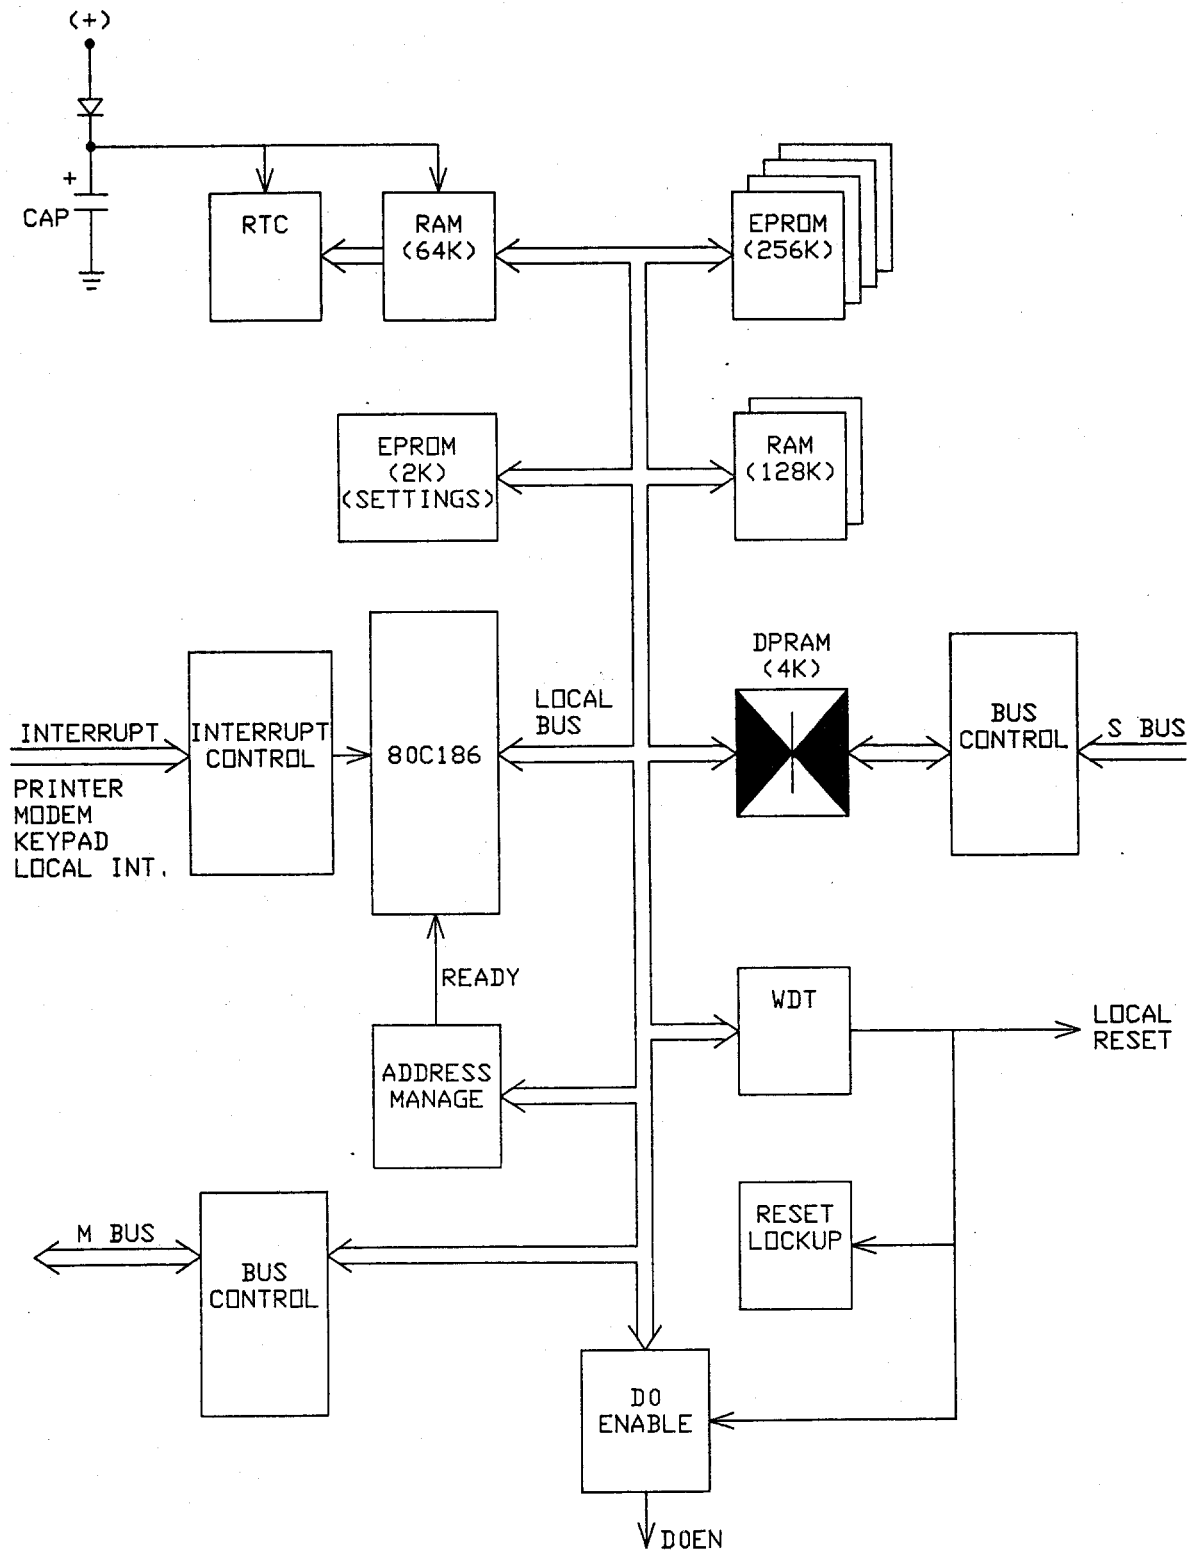 (+)
+
CAP
RTC
RAM
(64K)
EPROM
(256K)
EPROM
(2K)
(SETTINGS)
RAM
(128K)
DPRAM
(4K)
LOCAL
BUS
INTERRUPT
PRINTER
MODEM
KEYPAD
LOCAL INT.
INTERRUPT
CONTROL
80C186
BUS
CONTROL
S BUS
READY
ADDRESS
MANAGE
WDT
LOCAL
RESET
RESET
LOCKUP
M BUS
BUS
CONTROL
DO
ENABLE
DOEN